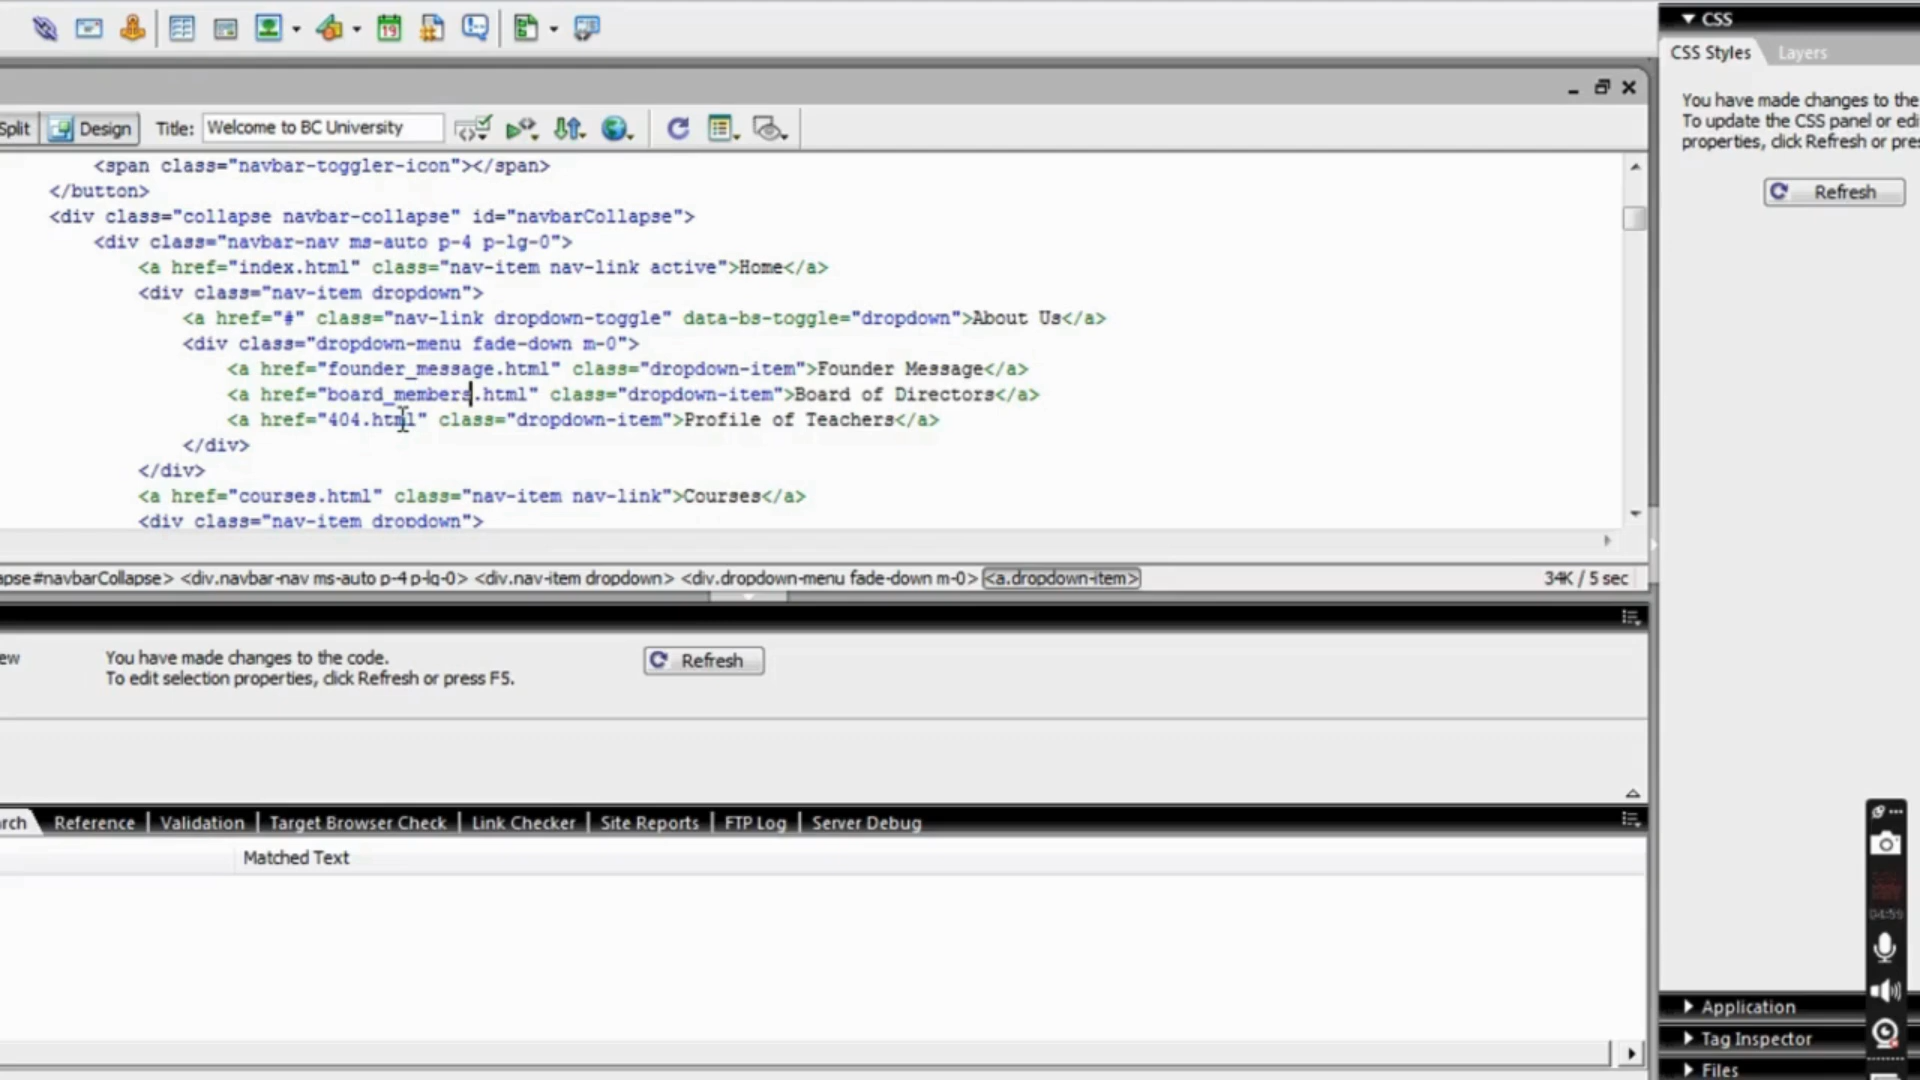 CSS
CSS Styles
Layers
You have made changes to the
To update the CSS panel or edi
properties, click Refresh or pres
Refresh
19
Split
Design
Title:
Welcome to BC University
<span class="navbar-toggler-icon"></span>
</button>
<div class="collapse navbar-collapse" id="navbarCollapse">
<div class="navbar-nav ms-auto p-4 p-lg-0">
<a href="index.html" class="nav-item nav-link active">Home</a>
<div class="nav-item dropdown">
<a href="#" class="nav-link dropdown-toggle" data-bs-toggle="dropdown">About Us</a>
<div class="dropdown-menu fade-down m-0">
<a href="founder_message.html" class="dropdown-item">Founder Message</a>
<a href="board_members.html" class="dropdown-item">Board of Directors</a>
<a href="404.html" class="dropdown-item">Profile of Teachers</a>
</div>
</div>
<a href="courses.html" class="nav-item nav-link">Courses</a>
<div class="nav-item dropdown">
apse#navbarCollapse> <div.navbar-nav ms-auto p-4 p-lg-0> <div.nav-item dropdown> <div.dropdown-menu fade-down m-0> <a.dropdown-item>
34K / 5 sec
ew
You have made changes to the code.
To edit selection properties, click Refresh or press F5.
Refresh
rch
Reference
Validation
Target Browser Check
Link Checker
Site Reports
FTP Log
Server Debug
Matched Text
04:59
Application
Tag Inspector
Files